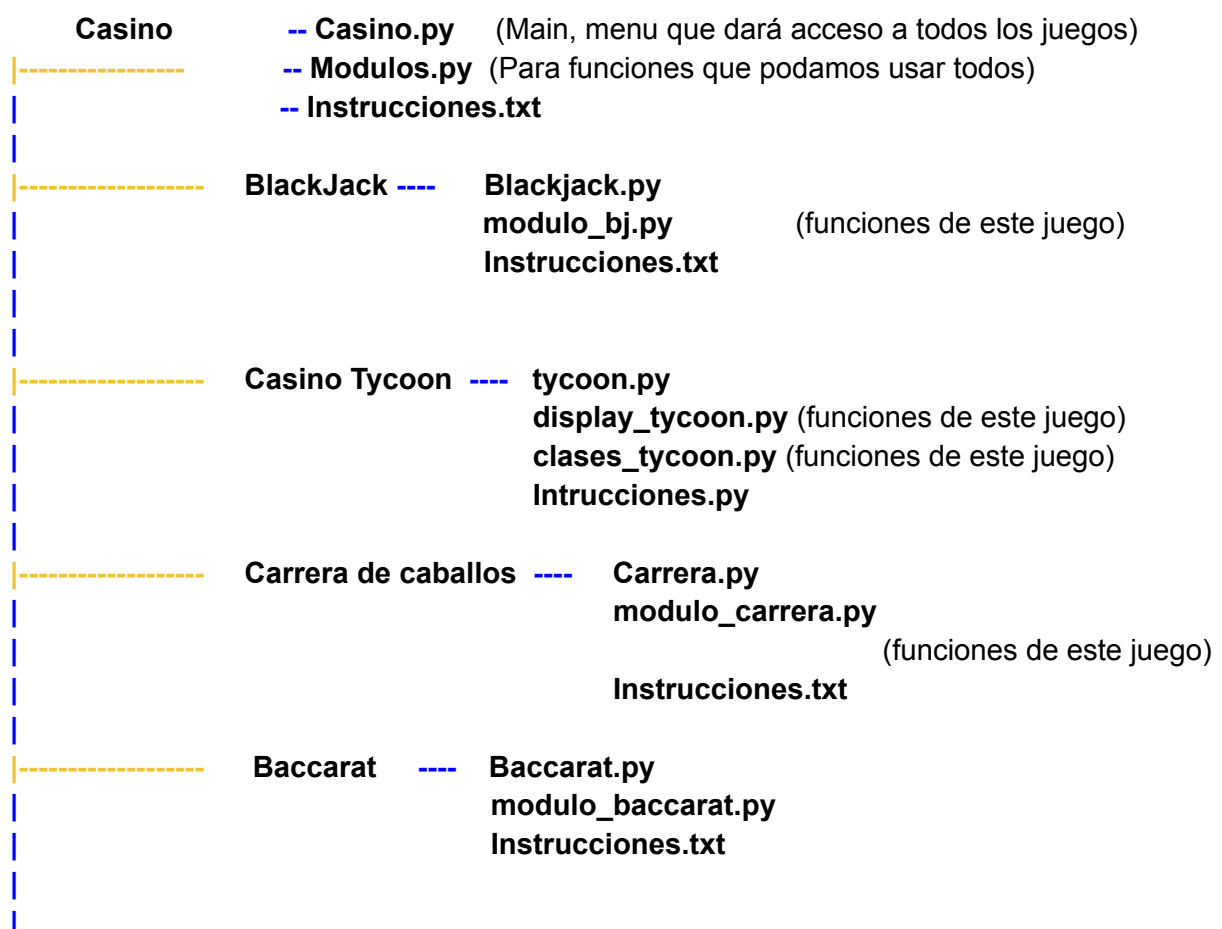 Casino -- Casino.py (Main, menu que dará acceso a todos los juegos)
|---------------- -- Modulos.py (Para funciones que podamos usar todos)
| -- Instrucciones.txt
|
|------------------ BlackJack ---- Blackjack.py
| modulo_bj.py (funciones de este juego)
| Instrucciones.txt
|
|
|------------------ Casino Tycoon ---- tycoon.py
| display_tycoon.py (funciones de este juego)
| clases_tycoon.py (funciones de este juego)
| Intrucciones.py
|
|------------------ Carrera de caballos ---- Carrera.py
| modulo_carrera.py
| (funciones de este juego)
| Instrucciones.txt
|
|------------------ Baccarat ---- Baccarat.py
| modulo_baccarat.py
| Instrucciones.txt
|
|